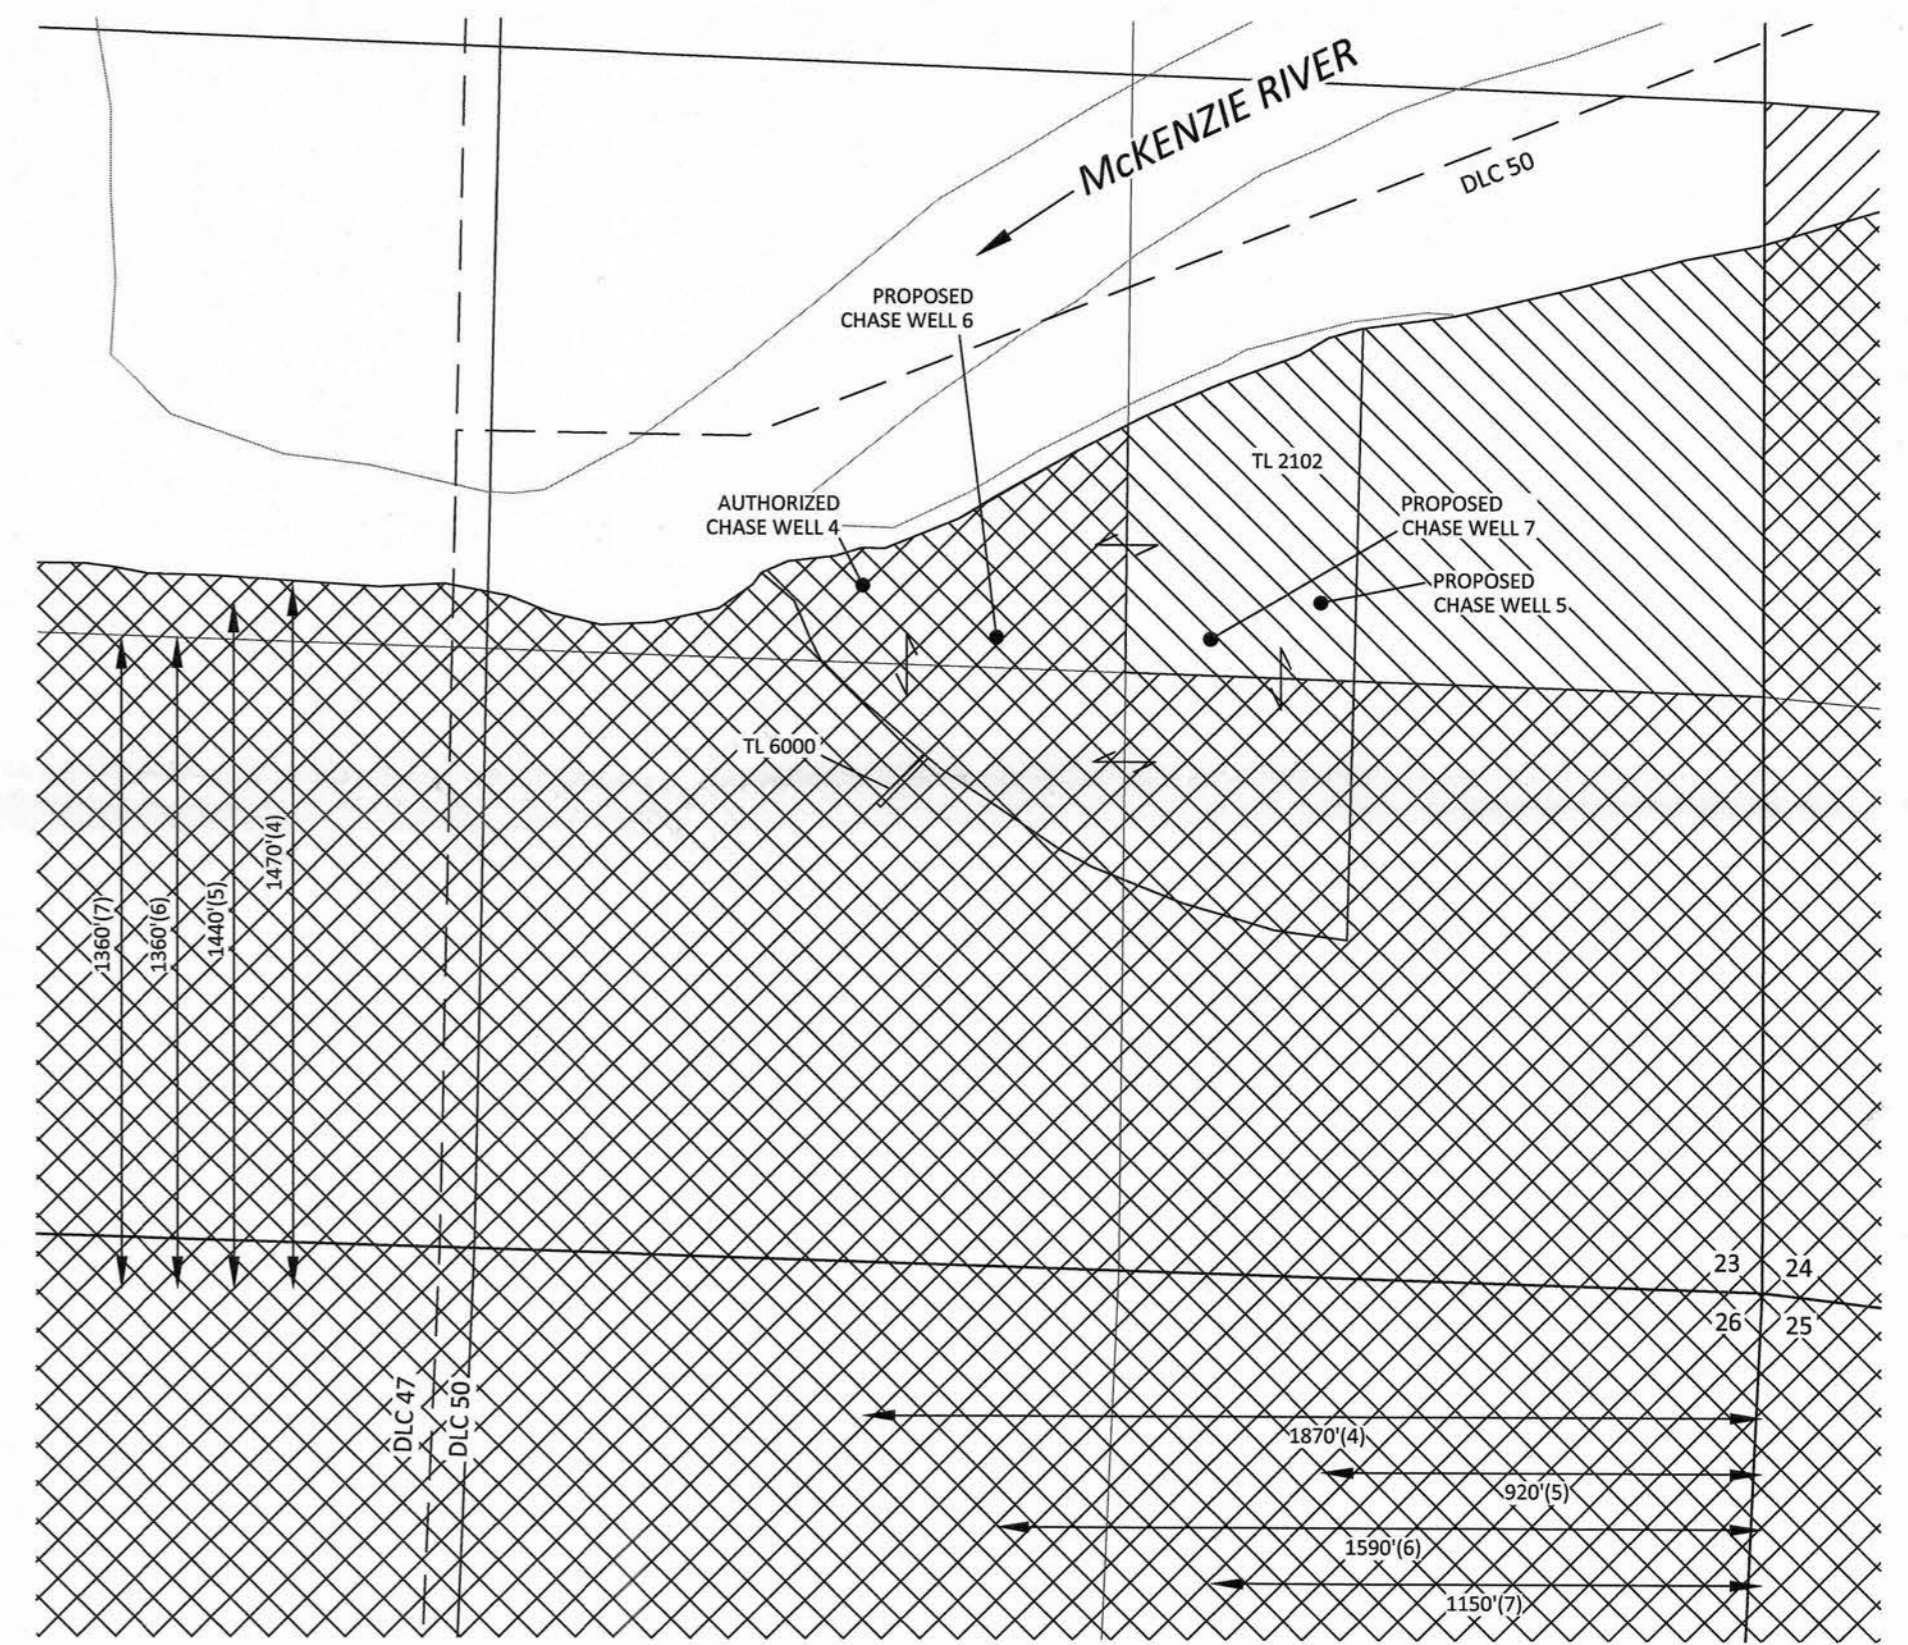 McKENZIE RIVER
DLC 50
PROPOSED
CHASE WELL 6
TL 2102
AUTHORIZED
CHASE WELL 4
PROPOSED
CHASE WELL 7
PROPOSED
CHASE WELL 5
TL 6000
1360'(7)
1360'(6)
1440'(5)
1470'(4)
23
24
26
25
DLC 47
DLC 50
1870'(4)
920'(5)
1590'(6)
1150'(7)